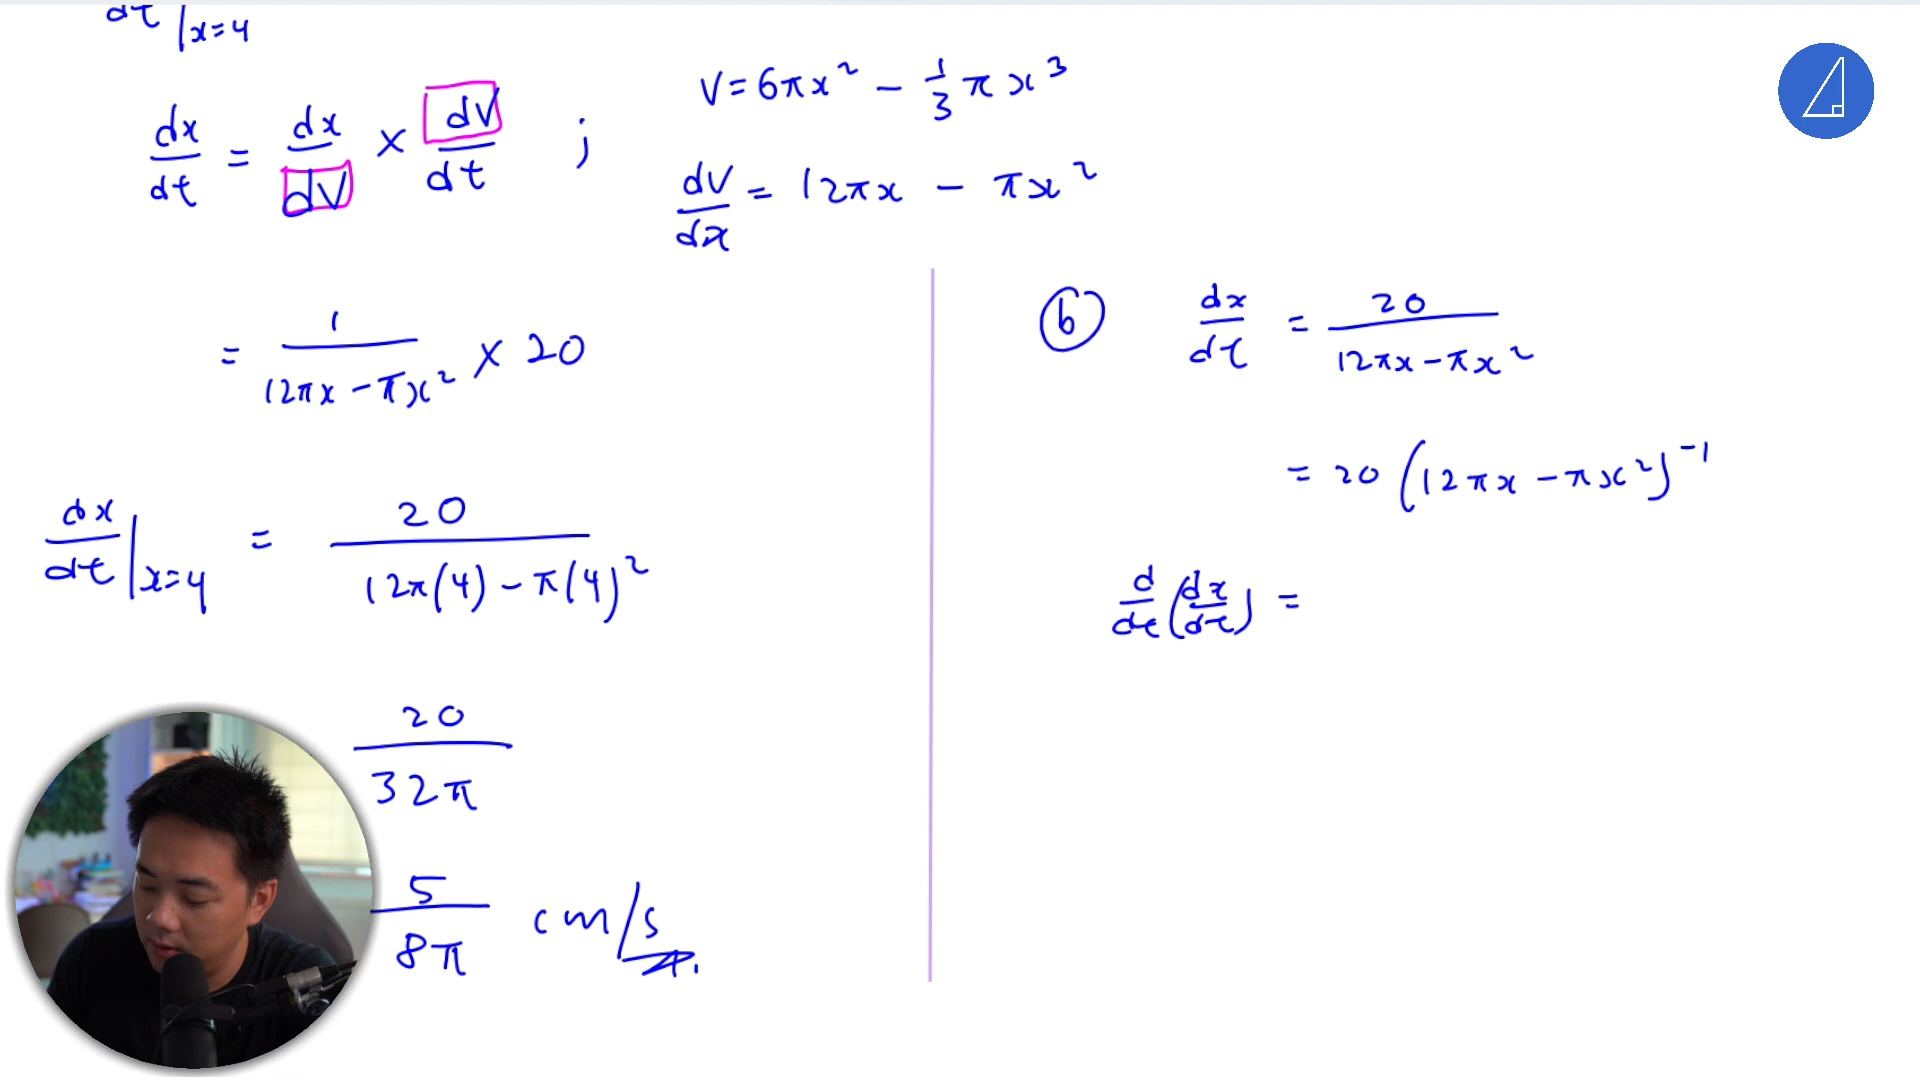 dt |x=4
dx/dt = dx/dV × dV/dt ;
V = 6πx² − 1/3 πx³
dV/dx = 12πx − πx²
= 1/(12πx − πx²) × 20
dx/dt |x=4 = 20/(12π(4) − π(4)²)
20/32π
5/8π cm/s
b dx/dt = 20/(12πx − πx²)
= 20 (12πx − πx²)⁻¹
d/dt (dx/dt) =